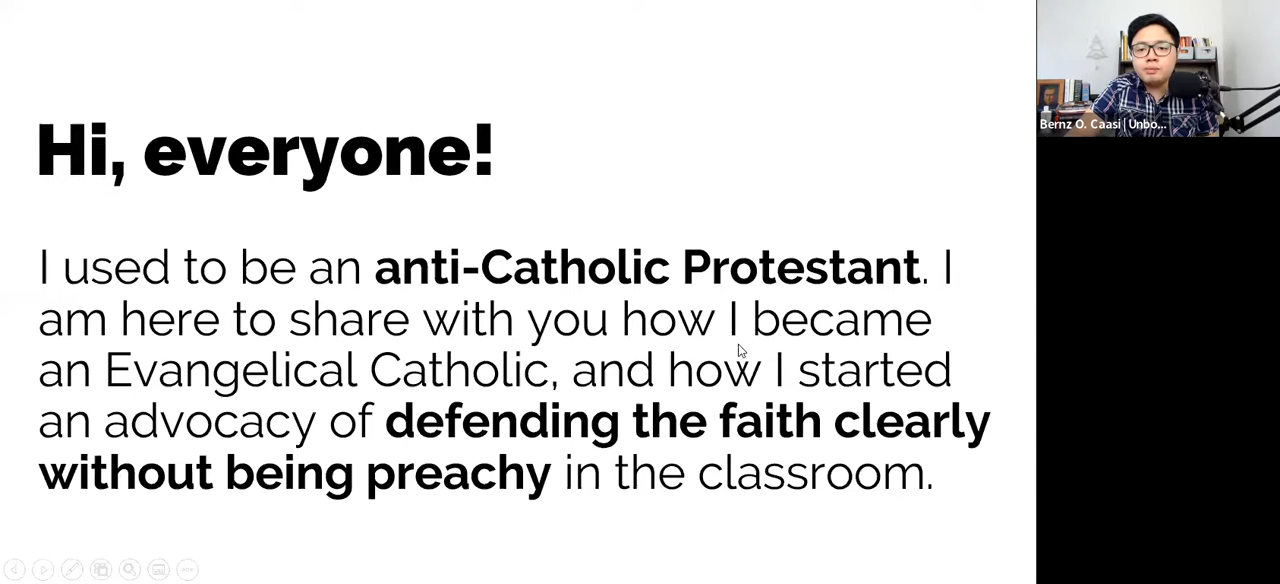 Hi, everyone!
I used to be an anti-Catholic Protestant. I
am here to share with you how I became
an Evangelical Catholic, and how I started
an advocacy of defending the faith clearly
without being preachy in the classroom.
Bernz O. Caasi | Unbo...